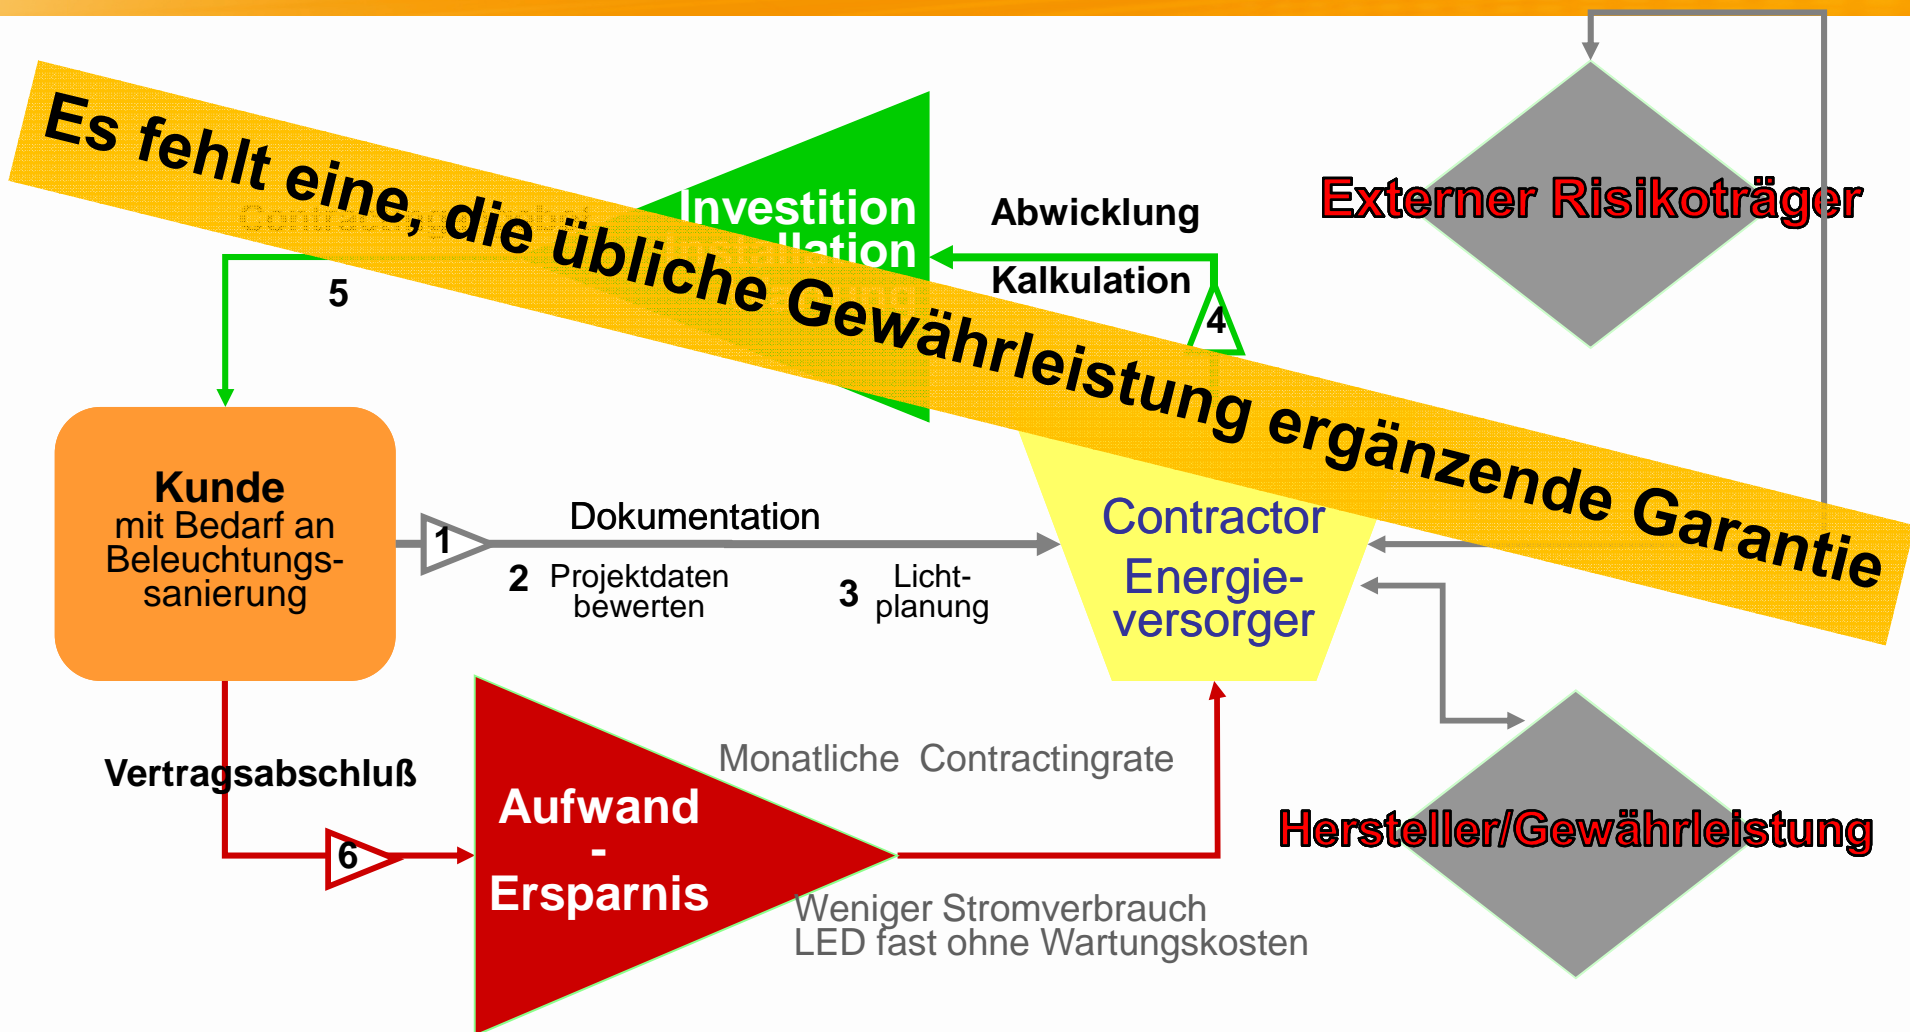 Es fehlt eine, die übliche Gewährleistung ergänzende Garantie
Investition
Installation
Abwicklung
Kalkulation
Externer Risikoträger
5
4
Kunde
mit Bedarf an
Beleuchtungs-
sanierung
1
Dokumentation
2 Projektdaten
bewerten
3 Licht-
planung
Contractor
Energie-
versorger
Vertragsabschluß
6
Aufwand
-
Ersparnis
Monatliche Contractingrate
Weniger Stromverbrauch
LED fast ohne Wartungskosten
Hersteller/Gewährleistung